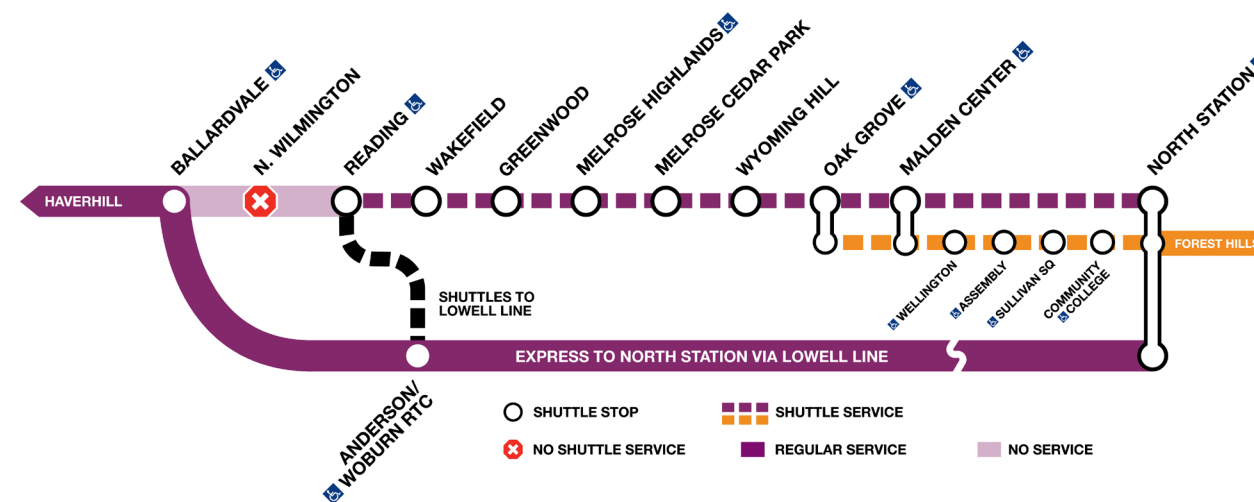 BALLARDVALE
N. WILMINGTON
READING
WAKEFIELD
GREENWOOD
MELROSE HIGHLANDS
MELROSE CEDAR PARK
WYOMING HILL
OAK GROVE
MALDEN CENTER
NORTH STATION
HAVERHILL
FOREST HILLS
WELLINGTON
ASSEMBLY
SULLIVAN SQ
COMMUNITY
COLLEGE
SHUTTLES TO
LOWELL LINE
EXPRESS TO NORTH STATION VIA LOWELL LINE
ANDERSON/
WOBURN RTC
SHUTTLE STOP
SHUTTLE SERVICE
NO SHUTTLE SERVICE
REGULAR SERVICE
NO SERVICE